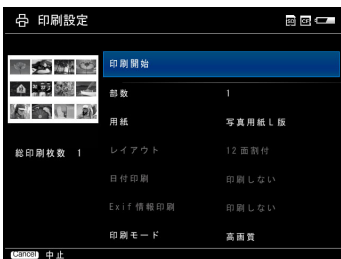 印刷設定
SD CF
印刷開始
部数 1
用紙 写真用紙L版
総印刷枚数 1
レイアウト 12面割付
日付印刷 印刷しない
Exif情報印刷 印刷しない
印刷モード 高画質
Cancel 中止